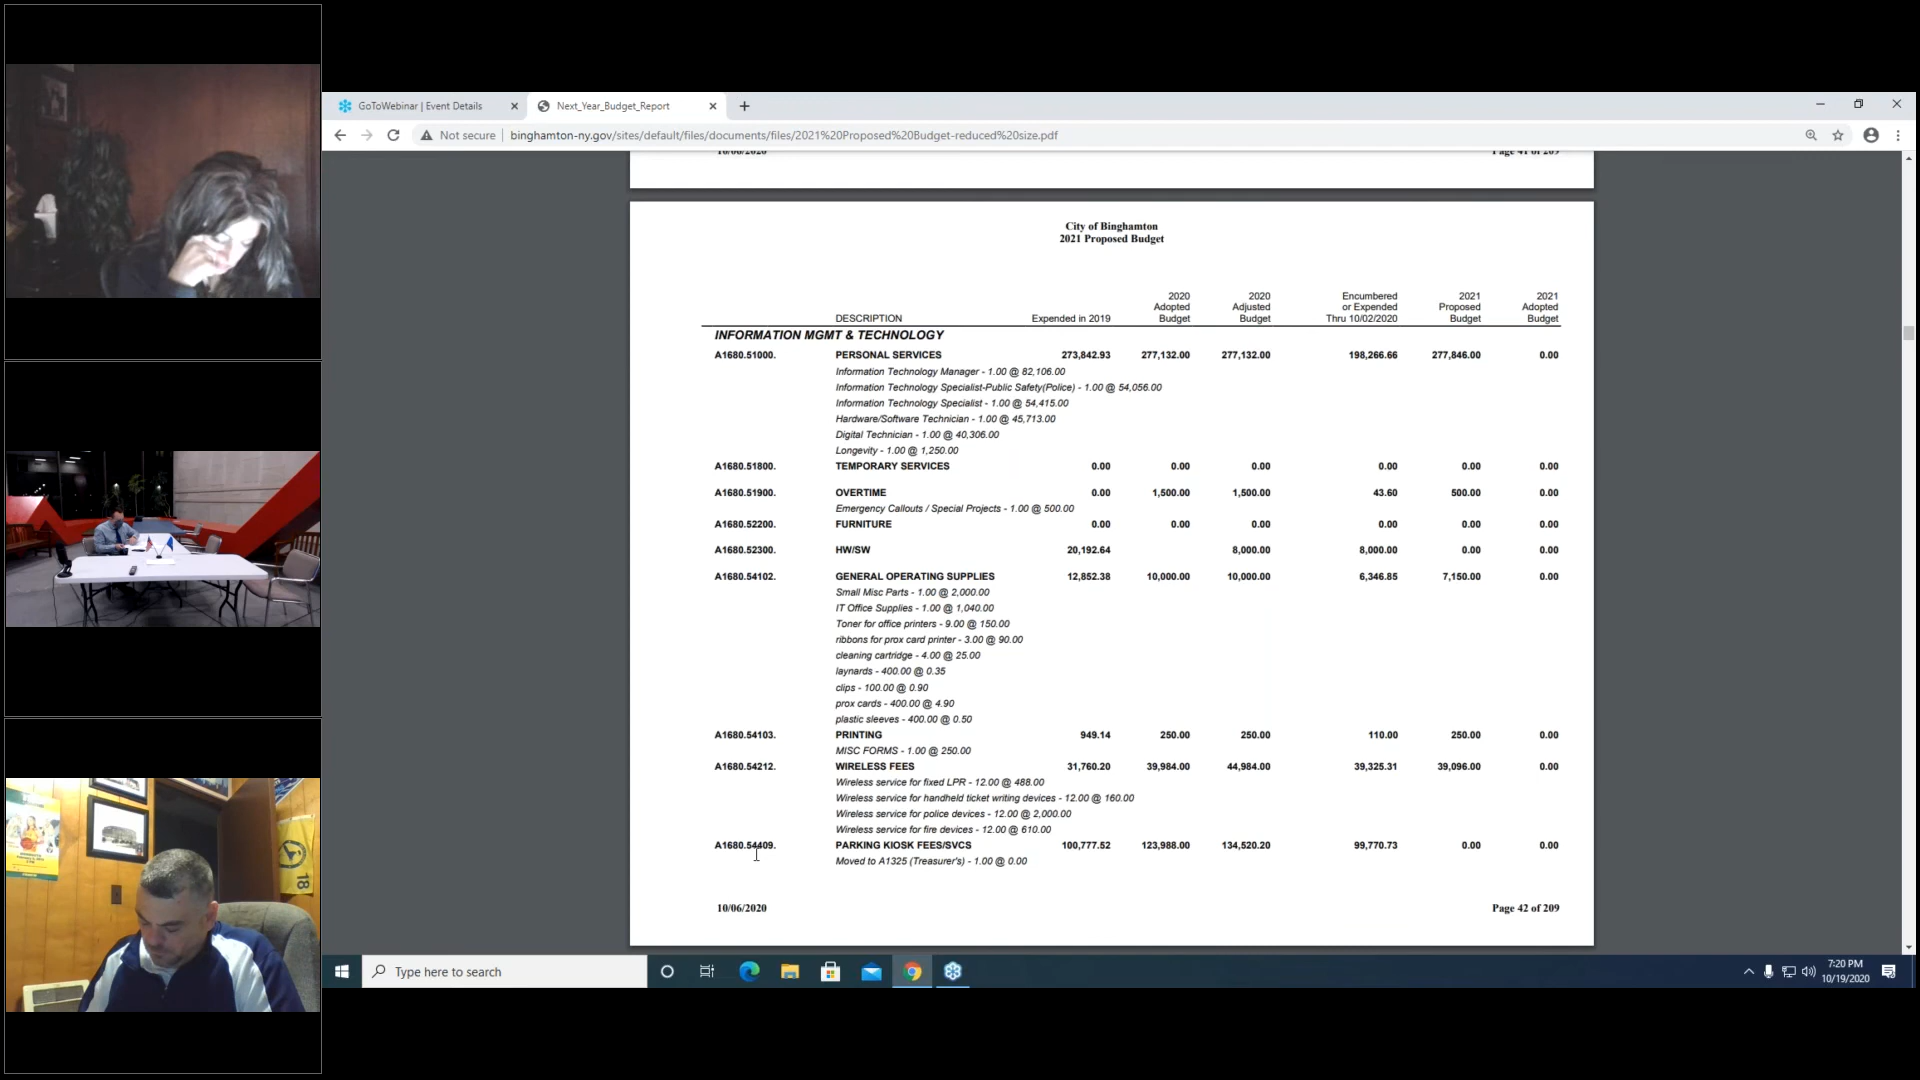 GoToWebinar | Event Details
Next_Year_Budget_Report
Not secure | binghamton-ny.gov/sites/default/files/documents/files/2021%20Proposed%20Budget-reduced%20size.pdf
10/06/2020 Page 41 of 209
City of Binghamton
2021 Proposed Budget
2020 2020 Encumbered 2021 2021
Adopted Adjusted or Expended Proposed Adopted
DESCRIPTION Expended in 2019 Budget Budget Thru 10/02/2020 Budget Budget
INFORMATION MGMT & TECHNOLOGY
A1680.51000. PERSONAL SERVICES 273,842.93 277,132.00 277,132.00 198,266.66 277,846.00 0.00
Information Technology Manager - 1.00 @ 82,106.00
Information Technology Specialist-Public Safety(Police) - 1.00 @ 54,056.00
Information Technology Specialist - 1.00 @ 54,415.00
Hardware/Software Technician - 1.00 @ 45,713.00
Digital Technician - 1.00 @ 40,306.00
Longevity - 1.00 @ 1,250.00
A1680.51800. TEMPORARY SERVICES 0.00 0.00 0.00 0.00 0.00 0.00
A1680.51900. OVERTIME 0.00 1,500.00 1,500.00 43.60 500.00 0.00
Emergency Callouts / Special Projects - 1.00 @ 500.00
A1680.52200. FURNITURE 0.00 0.00 0.00 0.00 0.00 0.00
A1680.52300. HW/SW 20,192.64 8,000.00 8,000.00 0.00 0.00
A1680.54102. GENERAL OPERATING SUPPLIES 12,852.38 10,000.00 10,000.00 6,346.85 7,150.00 0.00
Small Misc Parts - 1.00 @ 2,000.00
IT Office Supplies - 1.00 @ 1,040.00
Toner for office printers - 9.00 @ 150.00
ribbons for prox card printer - 3.00 @ 90.00
cleaning cartridge - 4.00 @ 25.00
laynards - 400.00 @ 0.35
clips - 100.00 @ 0.90
prox cards - 400.00 @ 4.90
plastic sleeves - 400.00 @ 0.50
A1680.54103. PRINTING 949.14 250.00 250.00 110.00 250.00 0.00
MISC FORMS - 1.00 @ 250.00
A1680.54212. WIRELESS FEES 31,760.20 39,984.00 44,984.00 39,325.31 39,096.00 0.00
Wireless service for fixed LPR - 12.00 @ 488.00
Wireless service for handheld ticket writing devices - 12.00 @ 160.00
Wireless service for police devices - 12.00 @ 2,000.00
Wireless service for fire devices - 12.00 @ 610.00
A1680.54409. PARKING KIOSK FEES/SVCS 100,777.52 123,988.00 134,520.20 99,770.73 0.00 0.00
Moved to A1325 (Treasurer's) - 1.00 @ 0.00
10/06/2020 Page 42 of 209
Type here to search
7:20 PM
10/19/2020
18